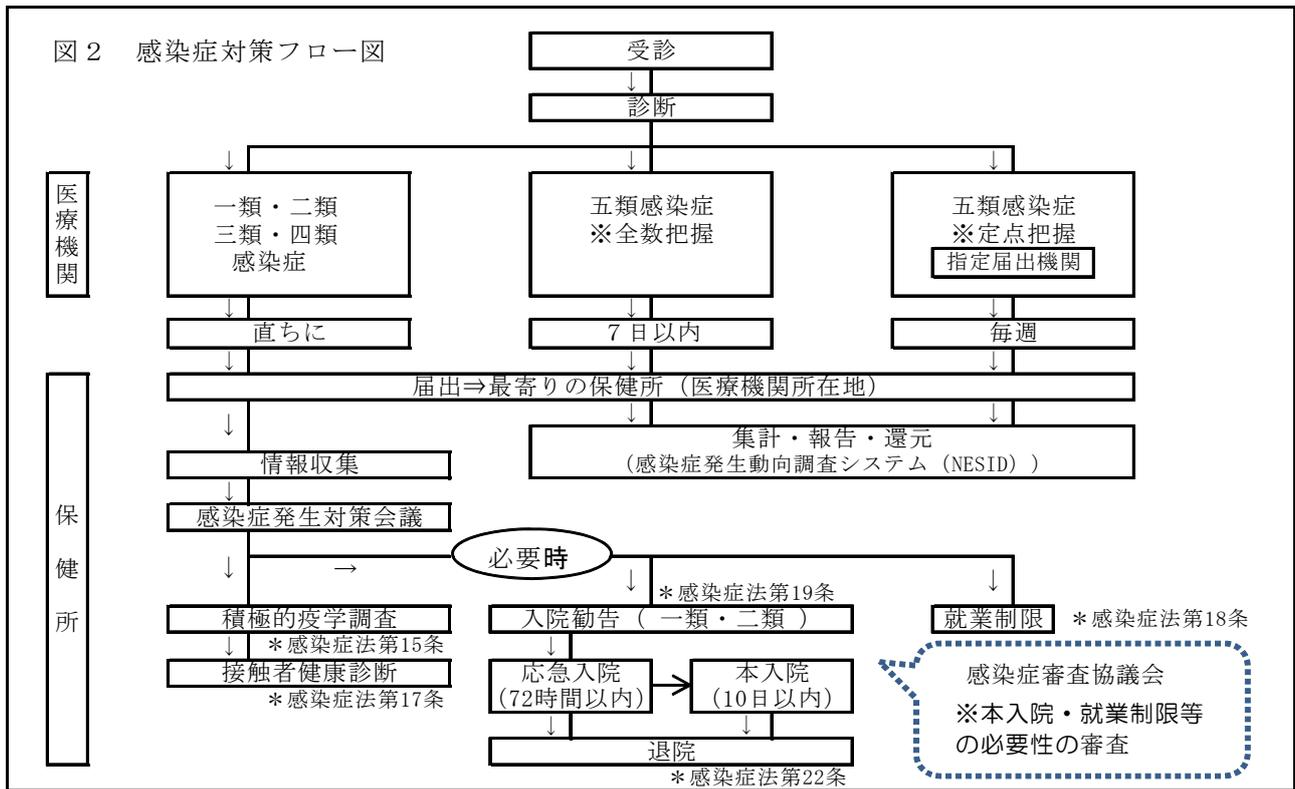 図２　感染症対策フロー図
受診
↓
診断
↓
↓
↓
医療機関
一類・二類
三類・四類
感染症
五類感染症
※全数把握
五類感染症
※定点把握
指定届出機関
↓
↓
↓
直ちに
７日以内
毎週
↓
↓
↓
届出⇒最寄りの保健所（医療機関所在地）
↓
↓
↓
集計・報告・還元
（感染症発生動向調査システム（NESID））
保健所
情報収集
↓
感染症発生対策会議
必要時
↓
→
↓
↓
＊感染症法第19条
積極的疫学調査
入院勧告（ 一類・二類 ）
就業制限
＊感染症法第18条
↓
＊感染症法第15条
↓
接触者健康診断
＊感染症法第17条
応急入院
(72時間以内)
本入院
(10日以内)
感染症審査協議会
※本入院・就業制限等
の必要性の審査
↓
↓
退院
＊感染症法第22条